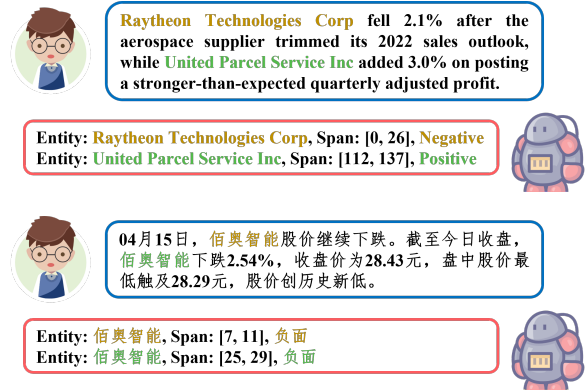 Raytheon Technologies Corp fell 2.1% after the
aerospace supplier trimmed its 2022 sales outlook,
while United Parcel Service Inc added 3.0% on posting
a stronger-than-expected quarterly adjusted profit.
Entity: Raytheon Technologies Corp, Span: [0, 26], Negative
Entity: United Parcel Service Inc, Span: [112, 137], Positive
04月15日，佰奥智能股价继续下跌。截至今日收盘，
佰奥智能下跌2.54%，收盘价为28.43元，盘中股价最
低触及28.29元，股价创历史新低。
Entity: 佰奥智能, Span: [7, 11], 负面
Entity: 佰奥智能, Span: [25, 29], 负面